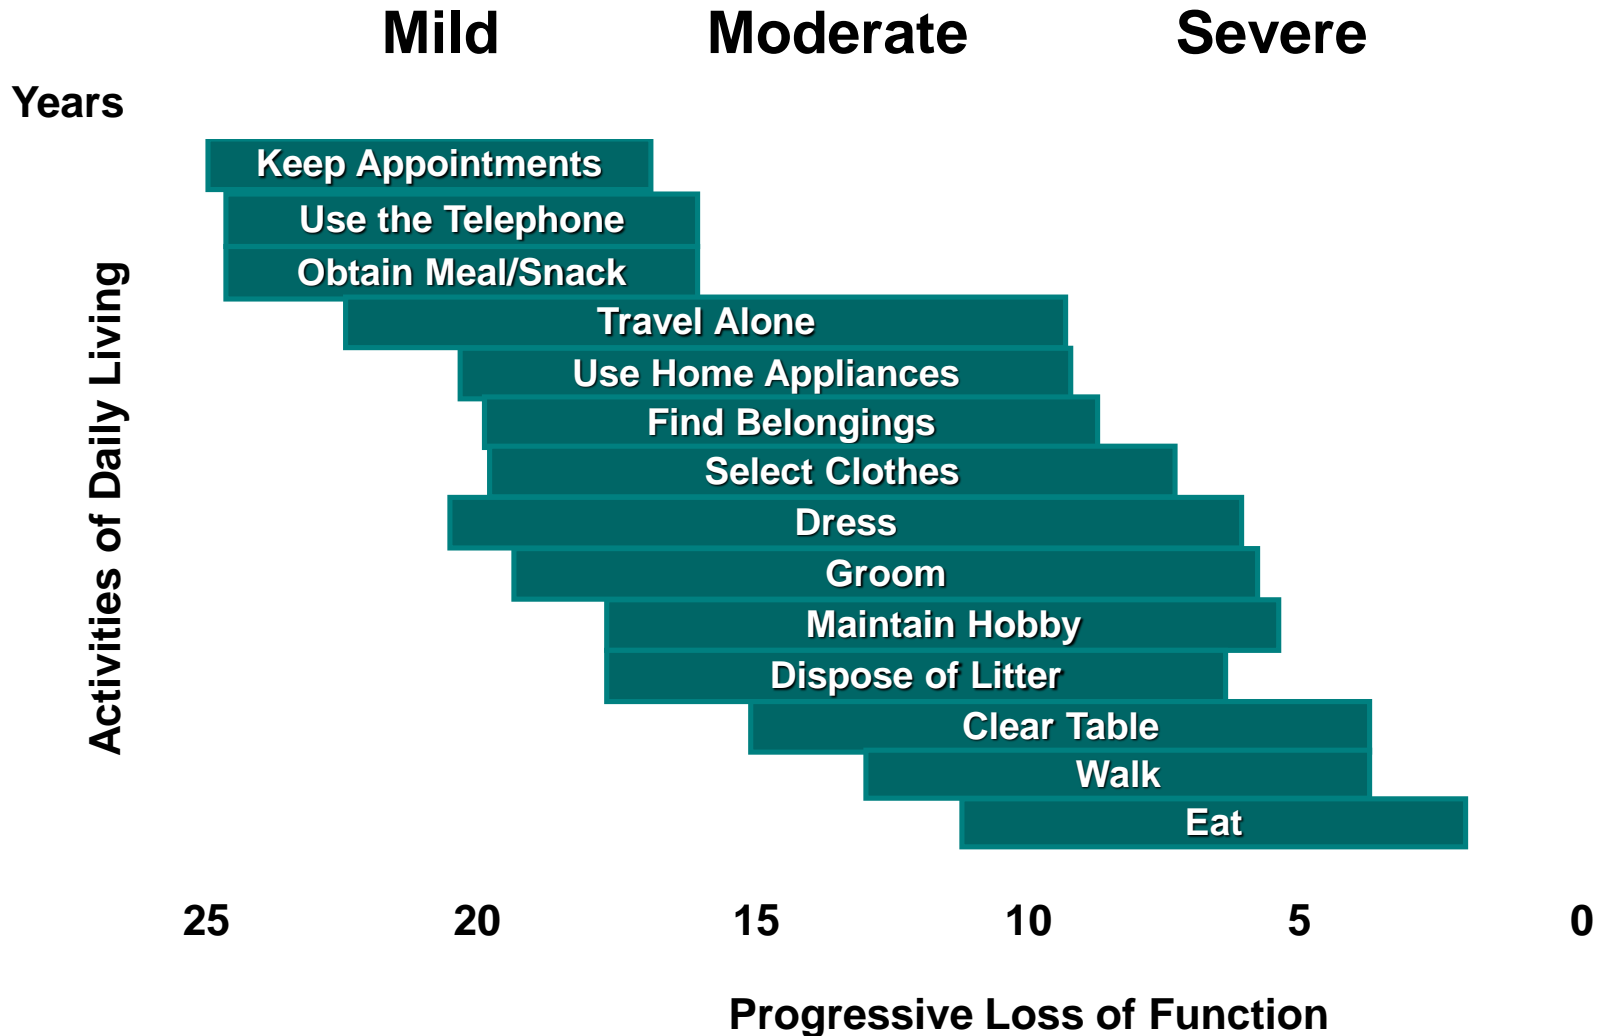 Mild Moderate Severe
Years
Keep Appointments
Use the Telephone
Obtain Meal/Snack
Travel Alone
Use Home Appliances
Find Belongings
Select Clothes
Dress
Groom
Maintain Hobby
Dispose of Litter
Clear Table
Walk
Eat
Activities of Daily Living
25 20 15 10 5 0
Progressive Loss of Function